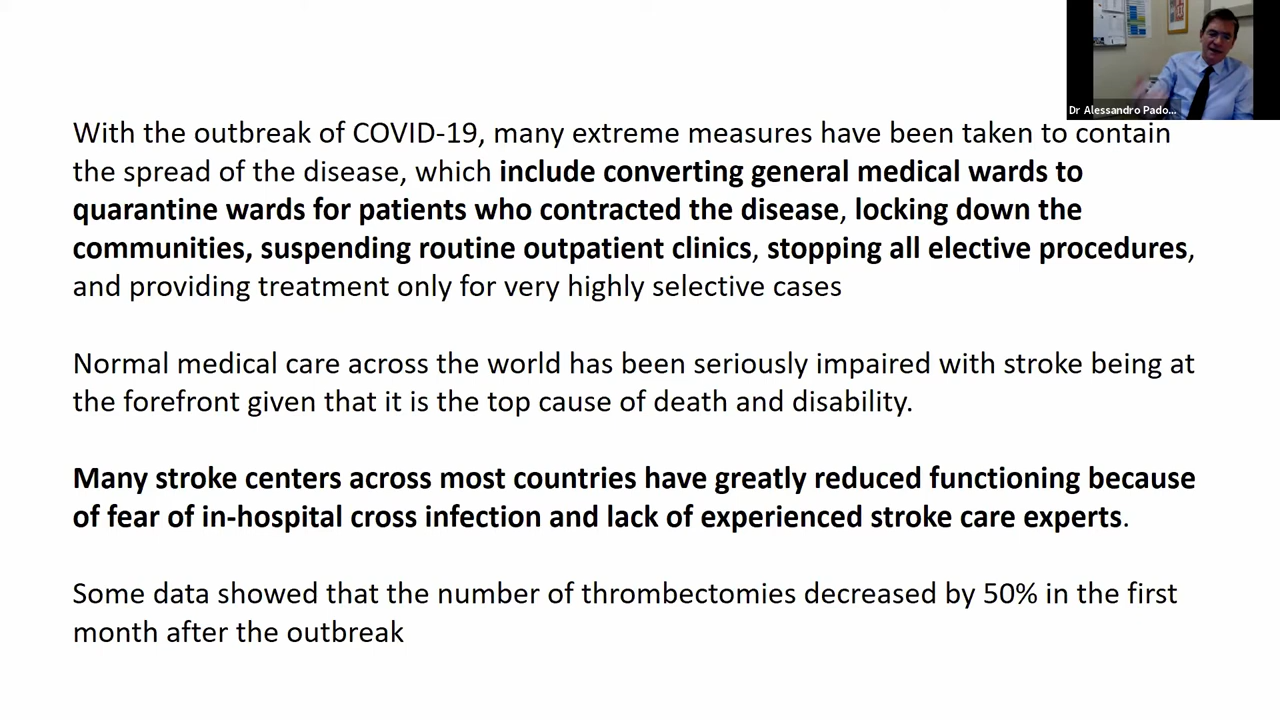 Dr Alessandro Pado...
With the outbreak of COVID-19, many extreme measures have been taken to contain
the spread of the disease, which include converting general medical wards to
quarantine wards for patients who contracted the disease, locking down the
communities, suspending routine outpatient clinics, stopping all elective procedures,
and providing treatment only for very highly selective cases
Normal medical care across the world has been seriously impaired with stroke being at
the forefront given that it is the top cause of death and disability.
Many stroke centers across most countries have greatly reduced functioning because
of fear of in-hospital cross infection and lack of experienced stroke care experts.
Some data showed that the number of thrombectomies decreased by 50% in the first
month after the outbreak